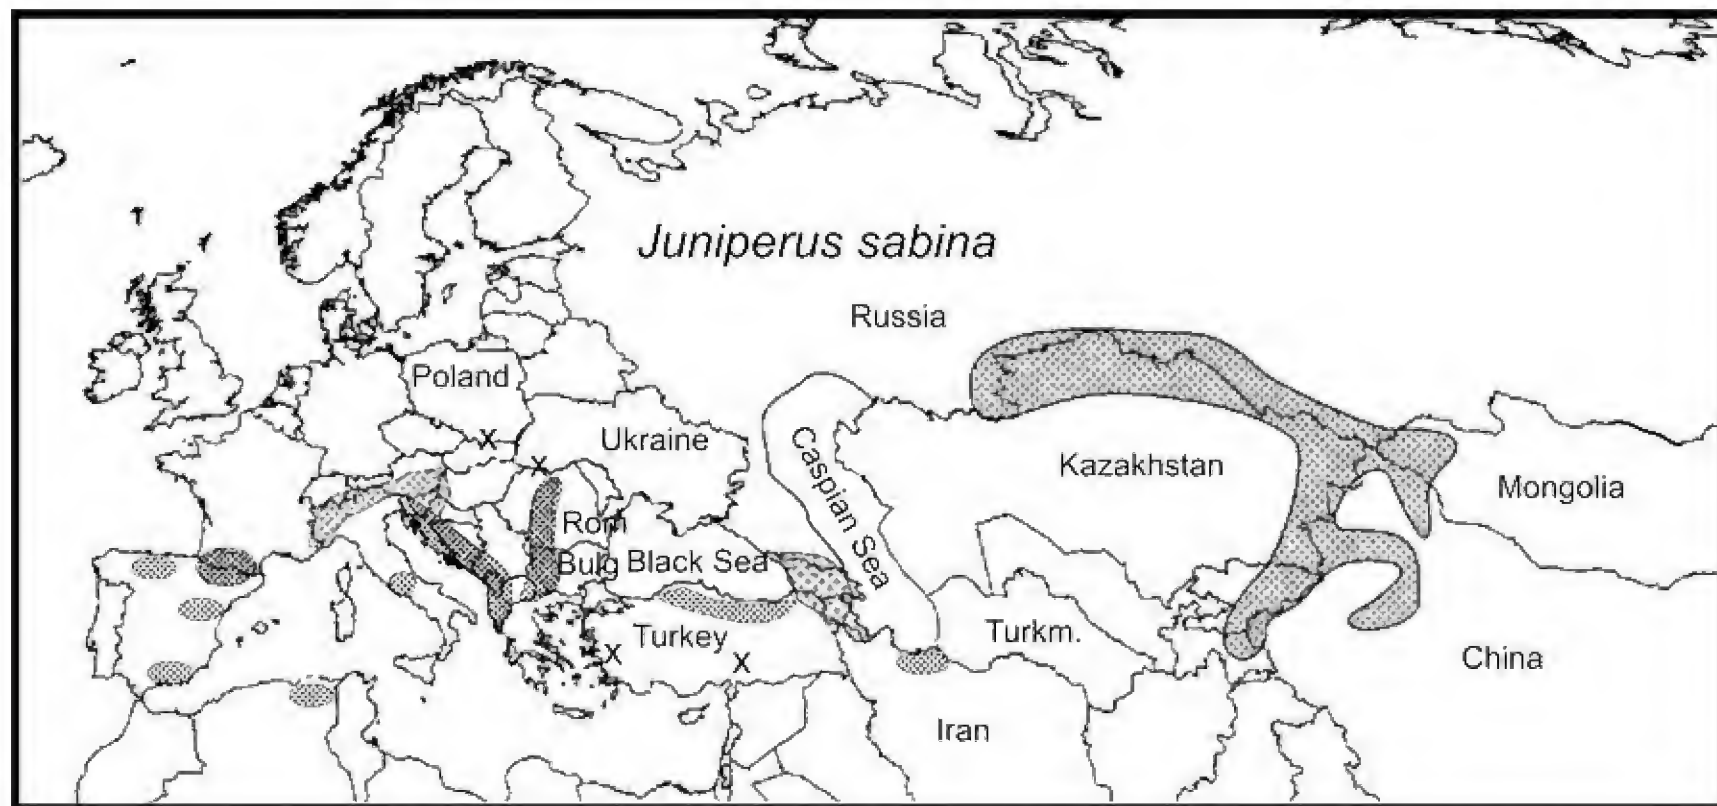 Juniperus sabina
Russia
Poland
X
Ukraine
X
Caspian Sea
Kazakhstan
Mongolia
Rom
Bulg
Black Sea
Turkey
X
X
Turkm.
China
Iran